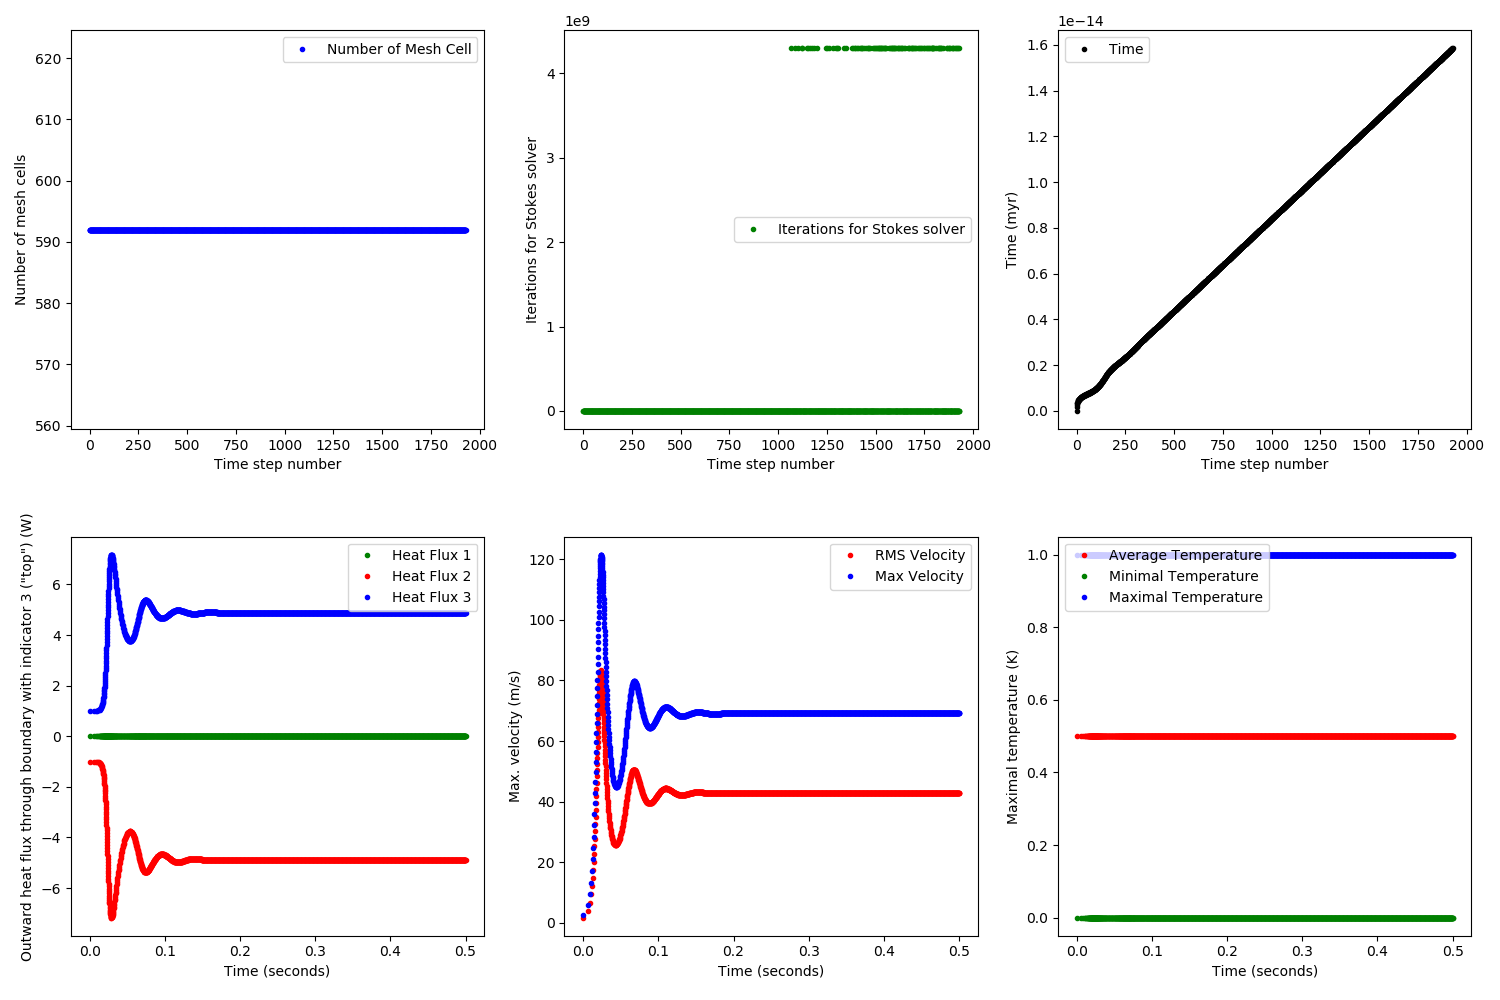 Number of Mesh Cell
620
610
600
590
580
570
560
Number of mesh cells
0 250 500 750 1000 1250 1500 1750 2000
Time step number
1e9
4
3
2
1
0
Iterations for Stokes solver
Iterations for Stokes solver
0 250 500 750 1000 1250 1500 1750 2000
Time step number
1e−14
Time
1.6
1.4
1.2
1.0
0.8
0.6
0.4
0.2
0.0
Time (myr)
0 250 500 750 1000 1250 1500 1750 2000
Time step number
Outward heat flux through boundary with indicator 3 ("top") (W)
Heat Flux 1
Heat Flux 2
Heat Flux 3
6
4
2
0
−2
−4
−6
0.0 0.1 0.2 0.3 0.4 0.5
Time (seconds)
RMS Velocity
Max Velocity
120
100
80
60
40
20
0
Max. velocity (m/s)
0.0 0.1 0.2 0.3 0.4 0.5
Time (seconds)
Average Temperature
Minimal Temperature
Maximal Temperature
1.0
0.8
0.6
0.4
0.2
0.0
Maximal temperature (K)
0.0 0.1 0.2 0.3 0.4 0.5
Time (seconds)